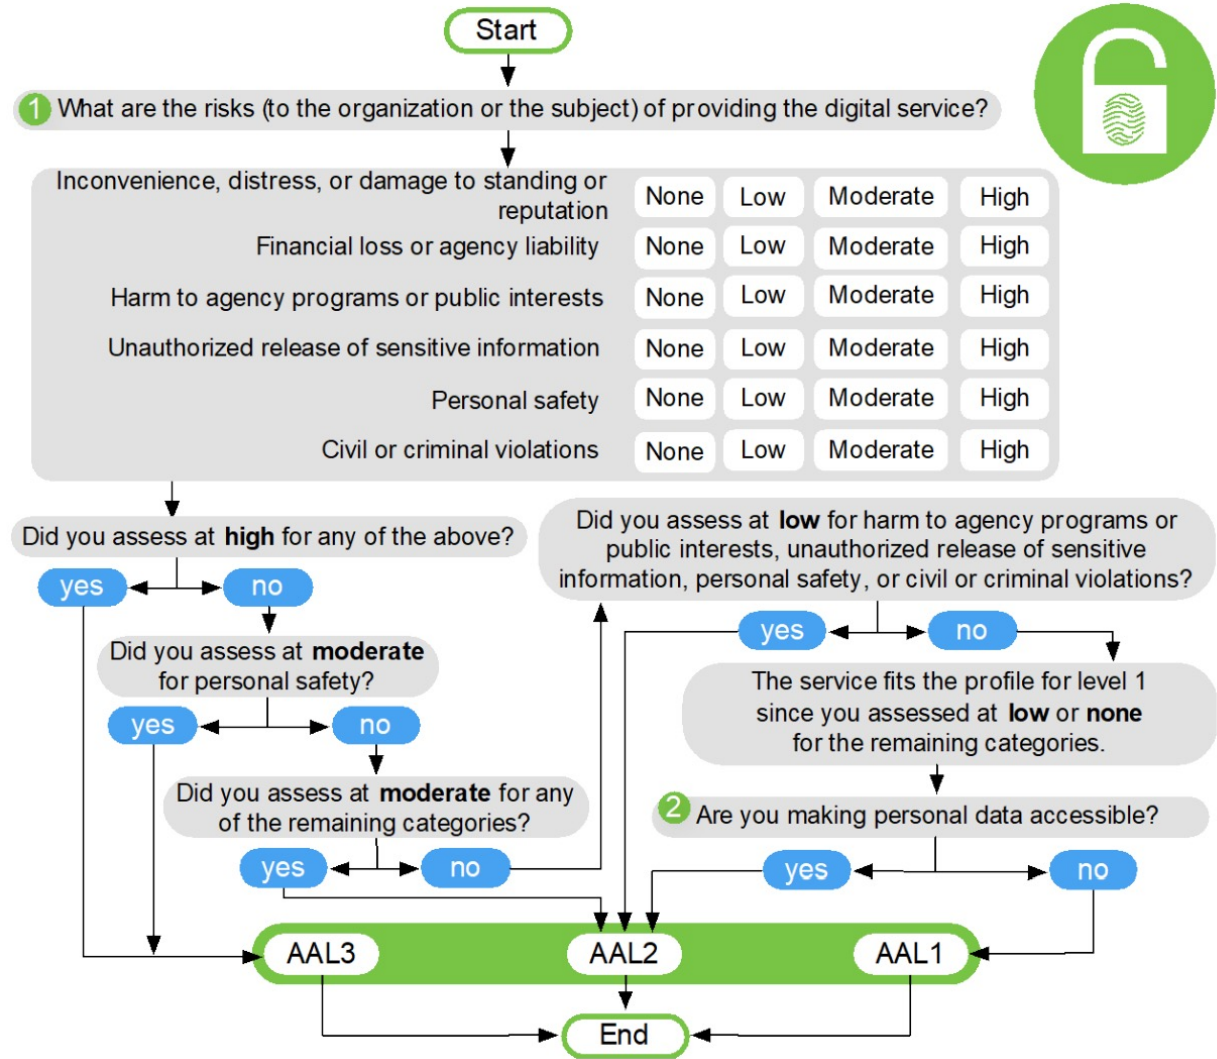 Start
1 What are the risks (to the organization or the subject) of providing the digital service?
Inconvenience, distress, or damage to standing or
reputation None Low Moderate High
Financial loss or agency liability None Low Moderate High
Harm to agency programs or public interests None Low Moderate High
Unauthorized release of sensitive information None Low Moderate High
Personal safety None Low Moderate High
Civil or criminal violations None Low Moderate High
Did you assess at high for any of the above?
yes no
Did you assess at moderate
for personal safety?
yes no
Did you assess at moderate for any
of the remaining categories?
yes no
Did you assess at low for harm to agency programs or
public interests, unauthorized release of sensitive
information, personal safety, or civil or criminal violations?
yes no
The service fits the profile for level 1
since you assessed at low or none
for the remaining categories.
2 Are you making personal data accessible?
yes no
AAL3 AAL2 AAL1
End